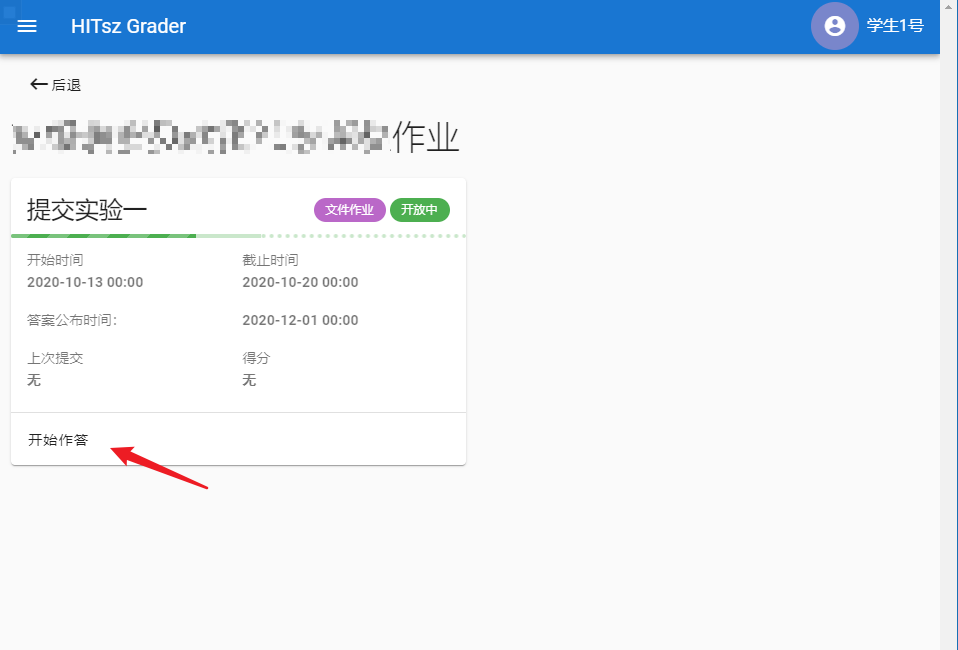 HITsz Grader
学生1号
后退
作业
提交实验一
文件作业
开放中
开始时间
截止时间
2020-10-13 00:00
2020-10-20 00:00
答案公布时间:
2020-12-01 00:00
上次提交
得分
无
无
开始作答